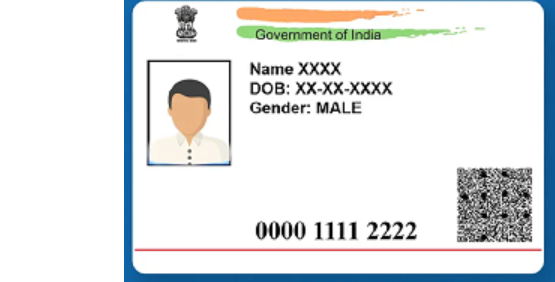 Government of India
Name XXXX
DOB: XX-XX-XXXX
Gender: MALE
0000 1111 2222